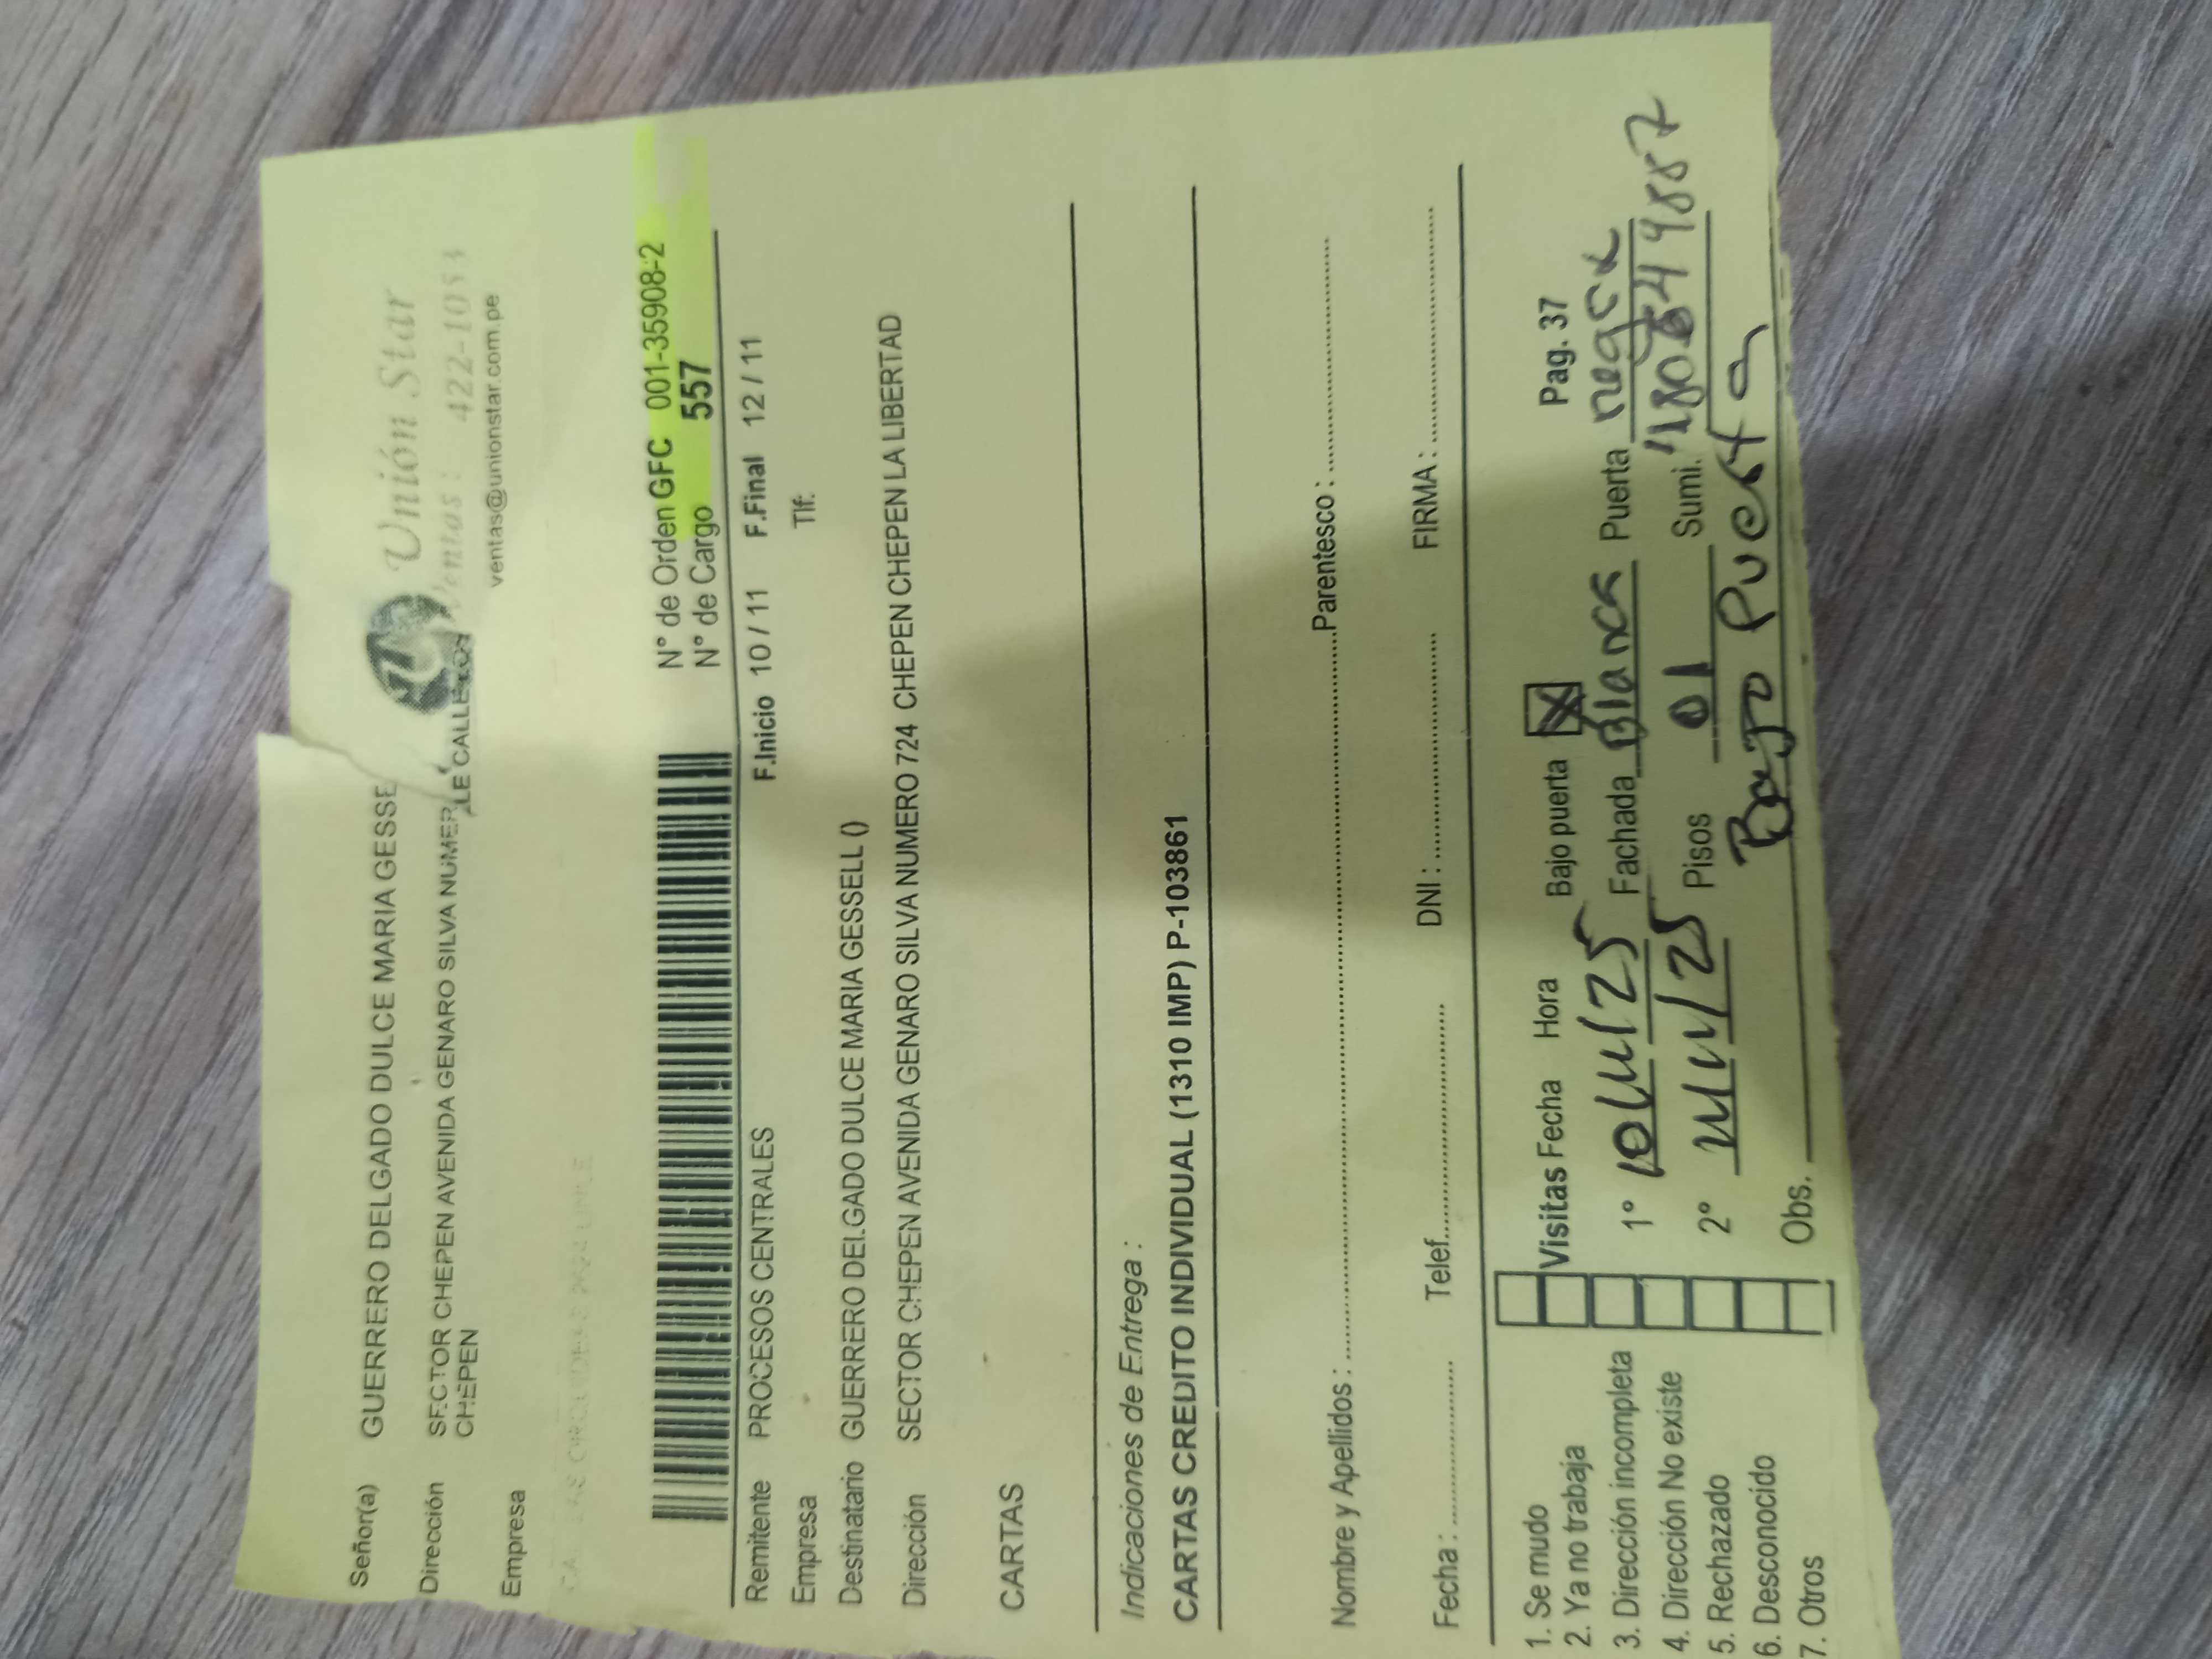 Unión Star
Ventas : 422-1053
ventas@unionstar.com.pe
Señor(a) GUERRERO DELGADO DULCE MARIA GESSE
Dirección SECTOR CHEPEN AVENIDA GENARO SILVA NUMER
CHEPEN
Empresa
N° de Orden GFC 001-35908-2
N° de Cargo 557
Remitente PROCESOS CENTRALES F.Inicio 10 / 11 F.Final 12 / 11
Empresa Tlf:
Destinatario GUERRERO DELGADO DULCE MARIA GESSELL ()
Dirección SECTOR CHEPEN AVENIDA GENARO SILVA NUMERO 724 CHEPEN CHEPEN LA LIBERTAD
CARTAS
Indicaciones de Entrega :
CARTAS CREDITO INDIVIDUAL (1310 IMP) P-103861
Nombre y Apellidos : Parentesco :
Fecha : Telef. DNI : FIRMA :
1. Se mudo
2. Ya no trabaja
3. Dirección incompleta
4. Dirección No existe
5. Rechazado
6. Desconocido
7. Otros
Visitas Fecha Hora Bajo puerta X Pag. 37
1° 10/11/25 Fachada Blanca Puerta negra
2° 11/11/25 Pisos 01 Sumi.
Obs. Bajo Puerta